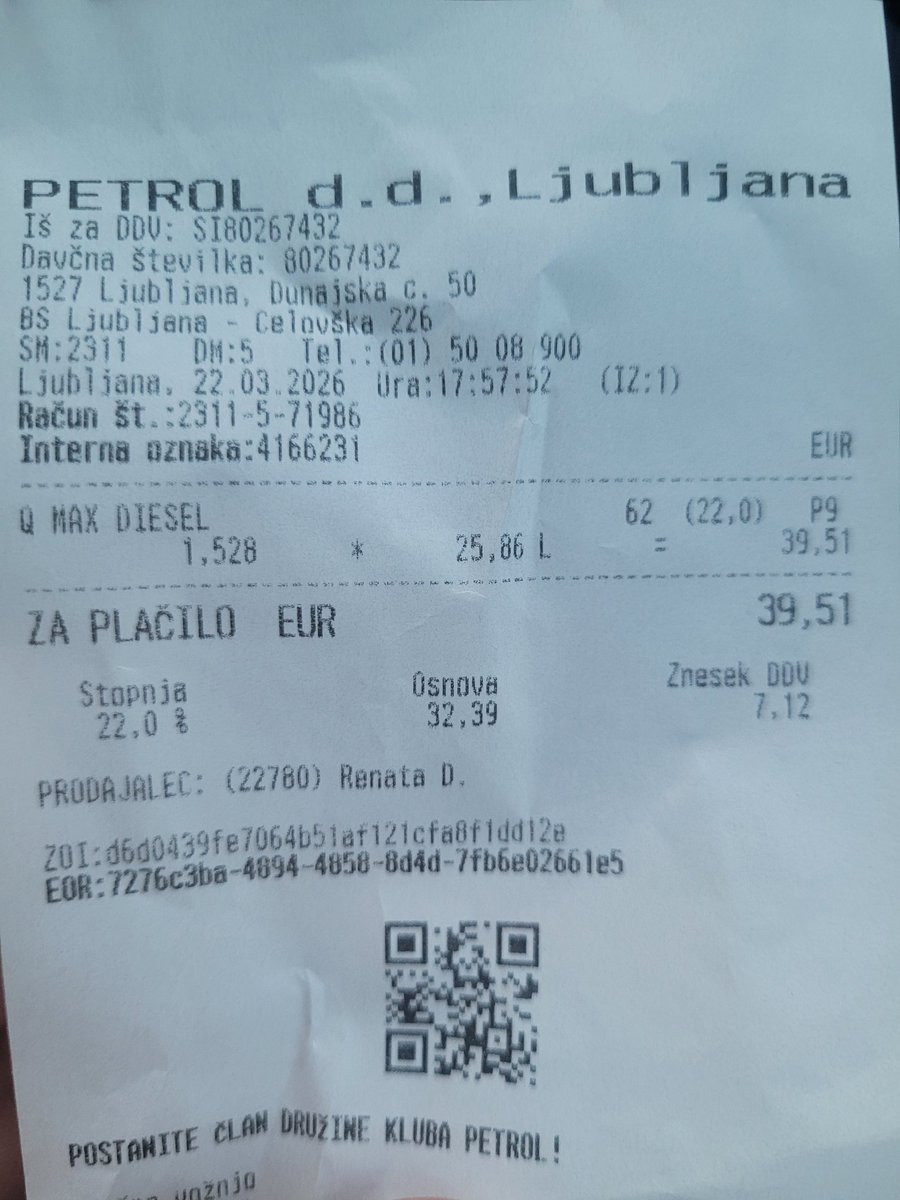 PETROL d.d.,Ljubljana
Iš za DDV: SI80267432
Davčna številka: 80267432
1527 Ljubljana, Dunajska c. 50
BS Ljubljana - Celovška 226
SM:2311 DM:5 Tel.:(01) 50 08 900
Ljubljana, 22.03.2026 Ura:17:57:52 (IZ:1)
Račun št.:2311-5-71986
Interna oznaka:4166231 EUR
Q MAX DIESEL 62 (22,0) P9
1,528 * 25,86 L = 39,51
ZA PLAČILO EUR 39,51
Stopnja Osnova Znesek DDV
22,0 % 32,39 7,12
PRODAJALEC: (22780) Renata D.
ZOI:d6d0439fe7064b51af121cfa8f1dd12e
EOR:7276c3ba-4894-4858-8d4d-7fb6e02661e5
POSTANITE ČLAN DRUŽINE KLUBA PETROL!
vožnjo